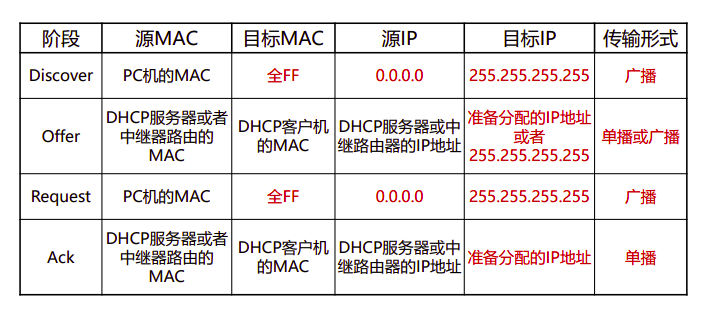 阶段 源MAC 目标MAC 源IP 目标IP 传输形式
Discover PC机的MAC 全FF 0.0.0.0 255.255.255.255 广播
Offer
DHCP服务器或者
中继器路由的
MAC
DHCP客户机
的MAC
DHCP服务器或中
继路由器的IP地址
准备分配的IP地址
或者
255.255.255.255
单播或广播
Request PC机的MAC 全FF 0.0.0.0 255.255.255.255 广播
Ack
DHCP服务器或者
中继器路由的
MAC
DHCP客户机
的MAC
DHCP服务器或中
继路由器的IP地址
准备分配的IP地址
单播